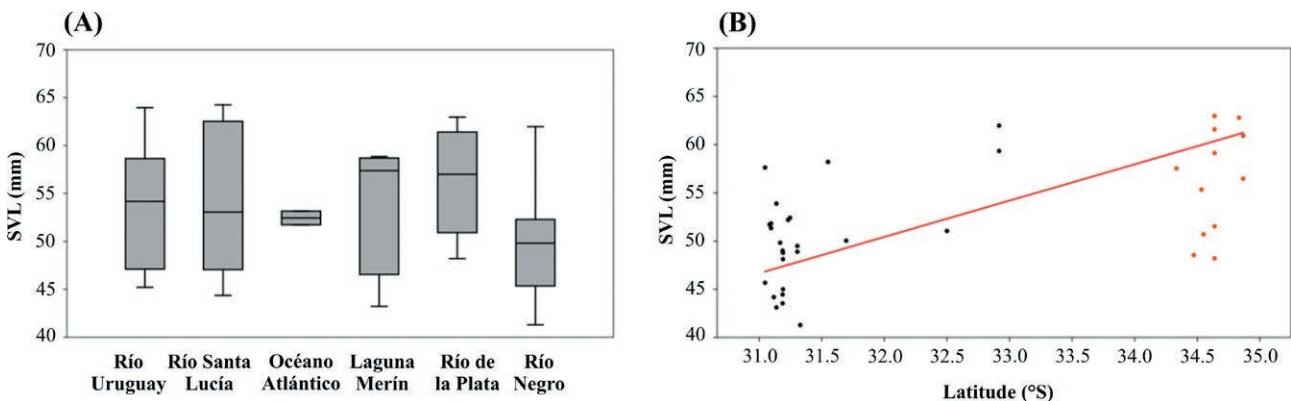 (A)
70
65
60
55
50
45
40
SVL (mm)
Río
Uruguay
Río Santa
Lucía
Océano
Atlántico
Laguna
Merín
Río de
la Plata
Río
Negro
(B)
70
65
60
55
50
45
40
SVL (mm)
31.0 31.5 32.0 32.5 33.0 33.5 34.0 34.5 35.0
Latitude (°S)